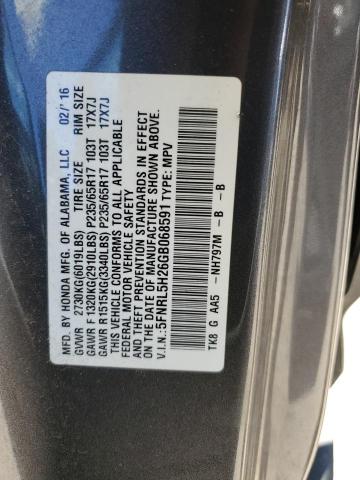 MFD. BY HONDA MFG. OF ALABAMA, LLC 02/'16
GVWR 2730KG(6019LBS) TIRE SIZE RIM SIZE
GAWR F 1320KG(2910LBS) P235/65R17 103T 17X7J
GAWR R 1515KG(3340LBS) P235/65R17 103T 17X7J
THIS VEHICLE CONFORMS TO ALL APPLICABLE
FEDERAL MOTOR VEHICLE SAFETY
AND THEFT PREVENTION STANDARDS IN EFFECT
ON THE DATE OF MANUFACTURE SHOWN ABOVE.
V.I.N.: 5FNRL5H26GB068591 TYPE: MPV
TK8 G AA5 -NH797M - B - B